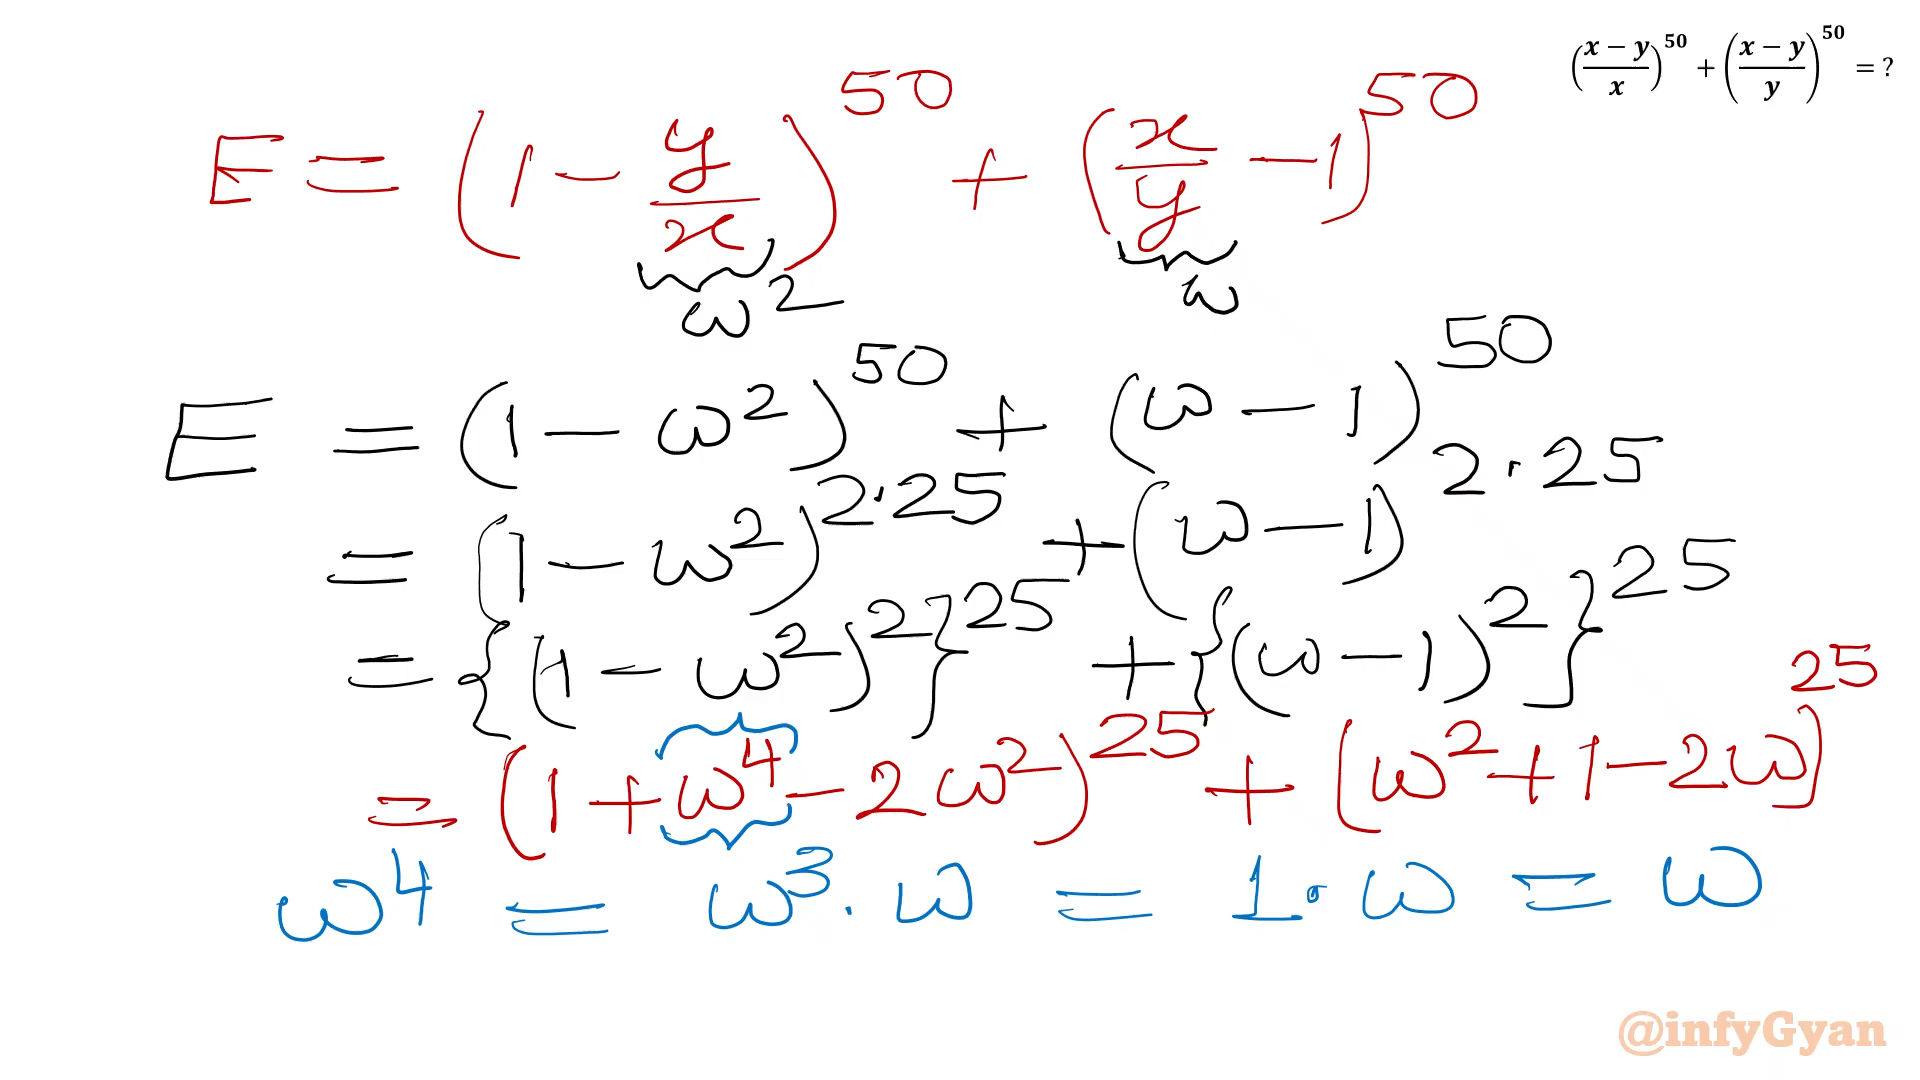 (x − y / x)^50 + (x − y / y)^50 = ?
E = (1 − y/x)^50 + (x/y − 1)^50
ω^2 ω
E = (1 − ω^2)^50 + (ω − 1)^50
= (1 − ω^2)^2·25 + (ω − 1)^2·25
= {(1 − ω^2)^2}^25 + {(ω − 1)^2}^25
= (1 + ω^4 − 2ω^2)^25 + (ω^2 + 1 − 2ω)^25
ω^4 = ω^3 · ω = 1 · ω = ω
@infyGyan